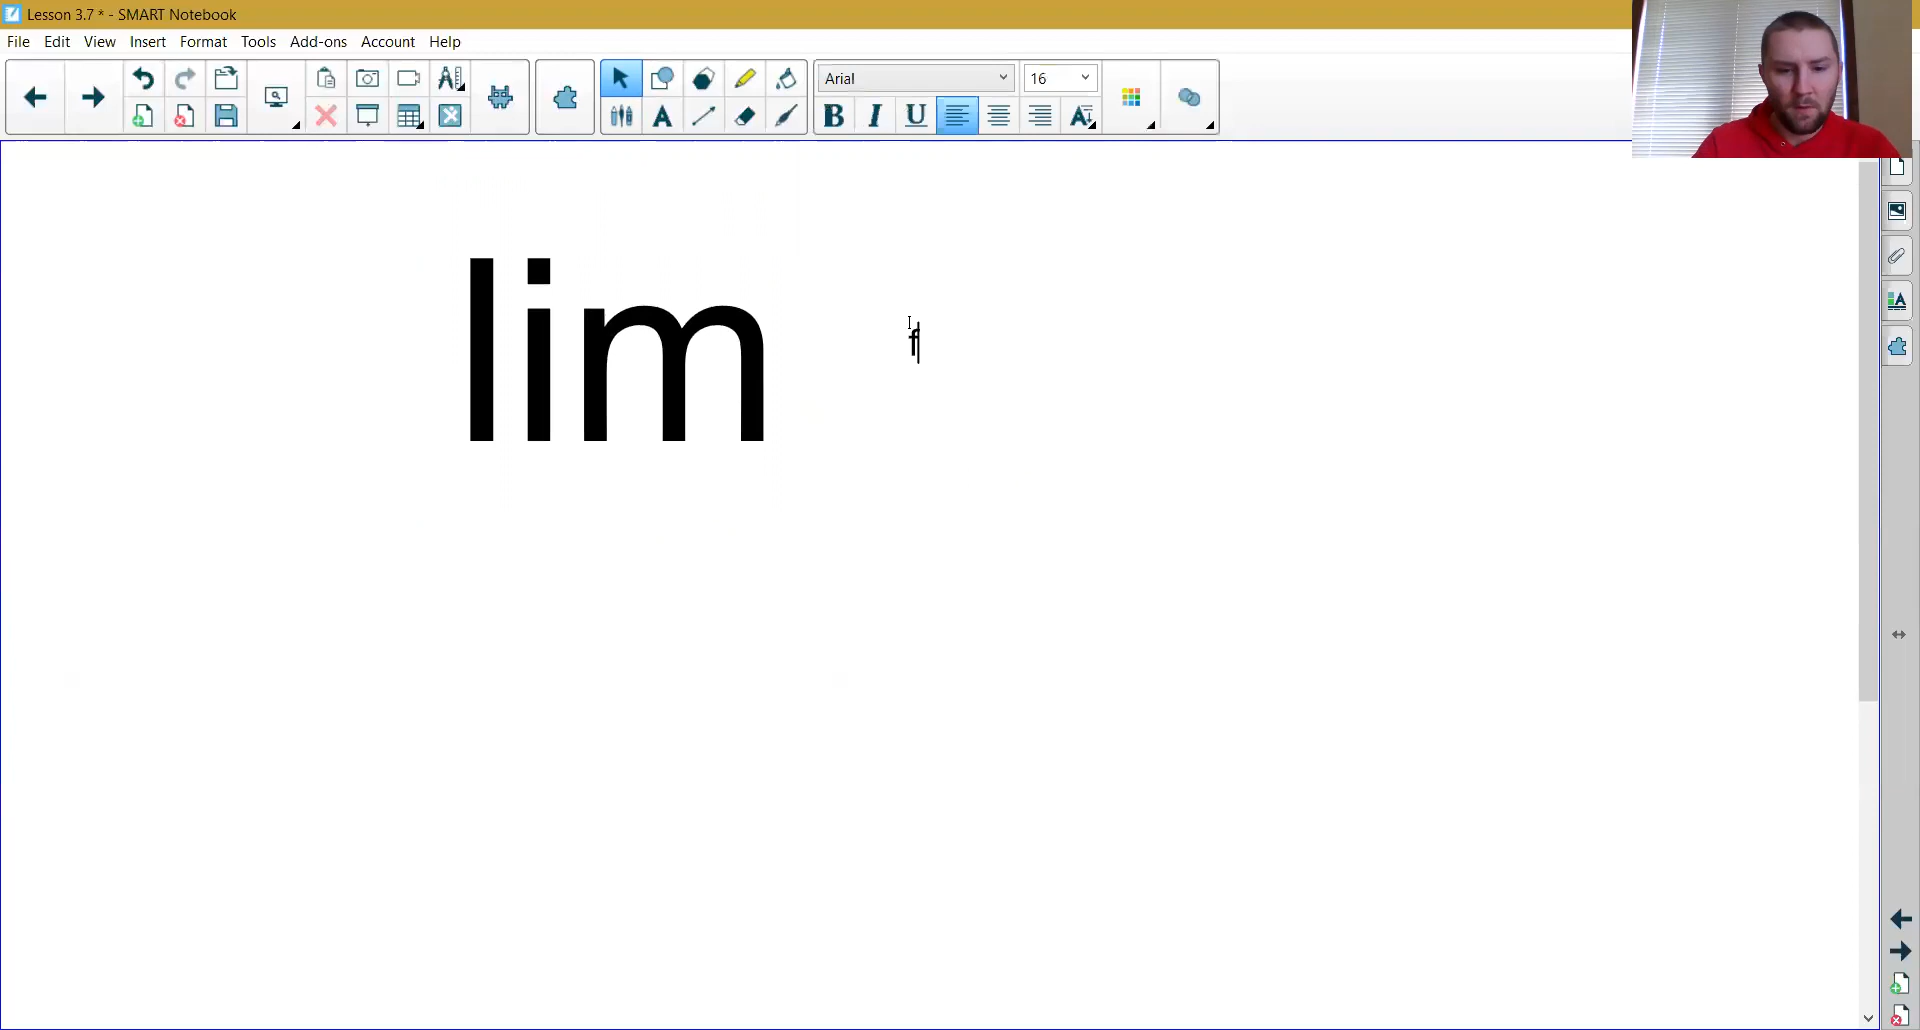 Lesson 3.7 * - SMART Notebook
File Edit View Insert Format Tools Add-ons Account Help
Arial 16
B I U
lim f